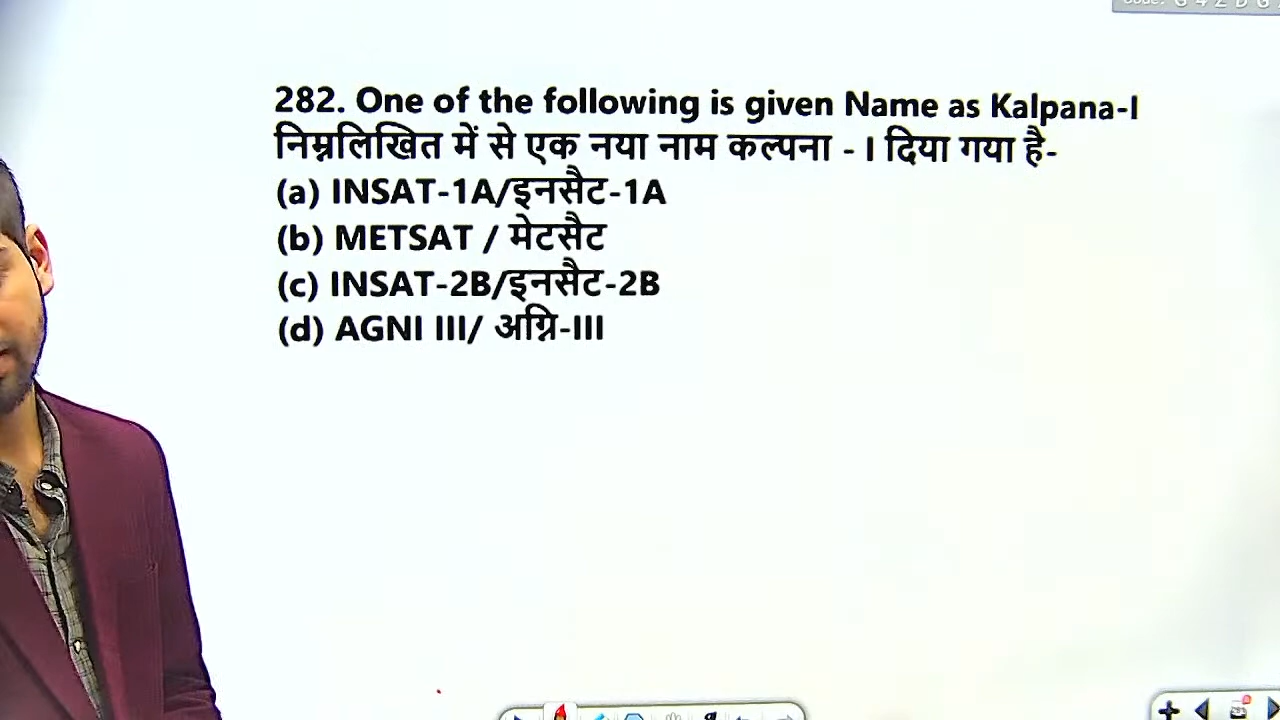 282. One of the following is given Name as Kalpana-I
निम्नलिखित में से एक नया नाम कल्पना - I दिया गया है-
(a) INSAT-1A/इनसैट-1A
(b) METSAT / मेटसैट
(c) INSAT-2B/इनसैट-2B
(d) AGNI III/ अग्नि-III